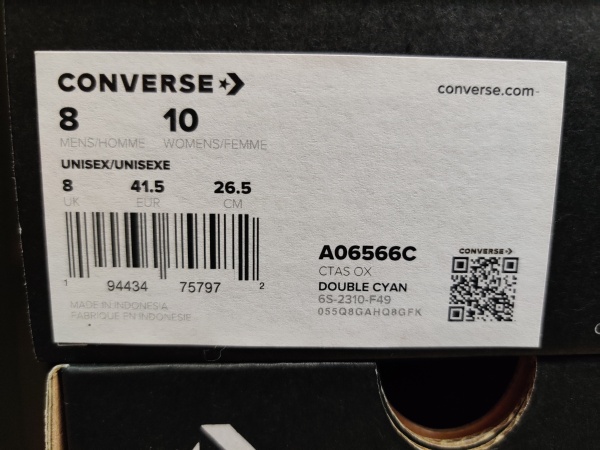 CONVERSE
converse.com
8 10
MENS/HOMME WOMENS/FEMME
UNISEX/UNISEXE
8 41.5 26.5
UK EUR CM
1 94434 75797 2
MADE IN INDONESIA
FABRIQUE EN INDONESIE
A06566C
CTAS OX
DOUBLE CYAN
6S-2310-F49
055Q8GAHQ8GFK
CONVERSE